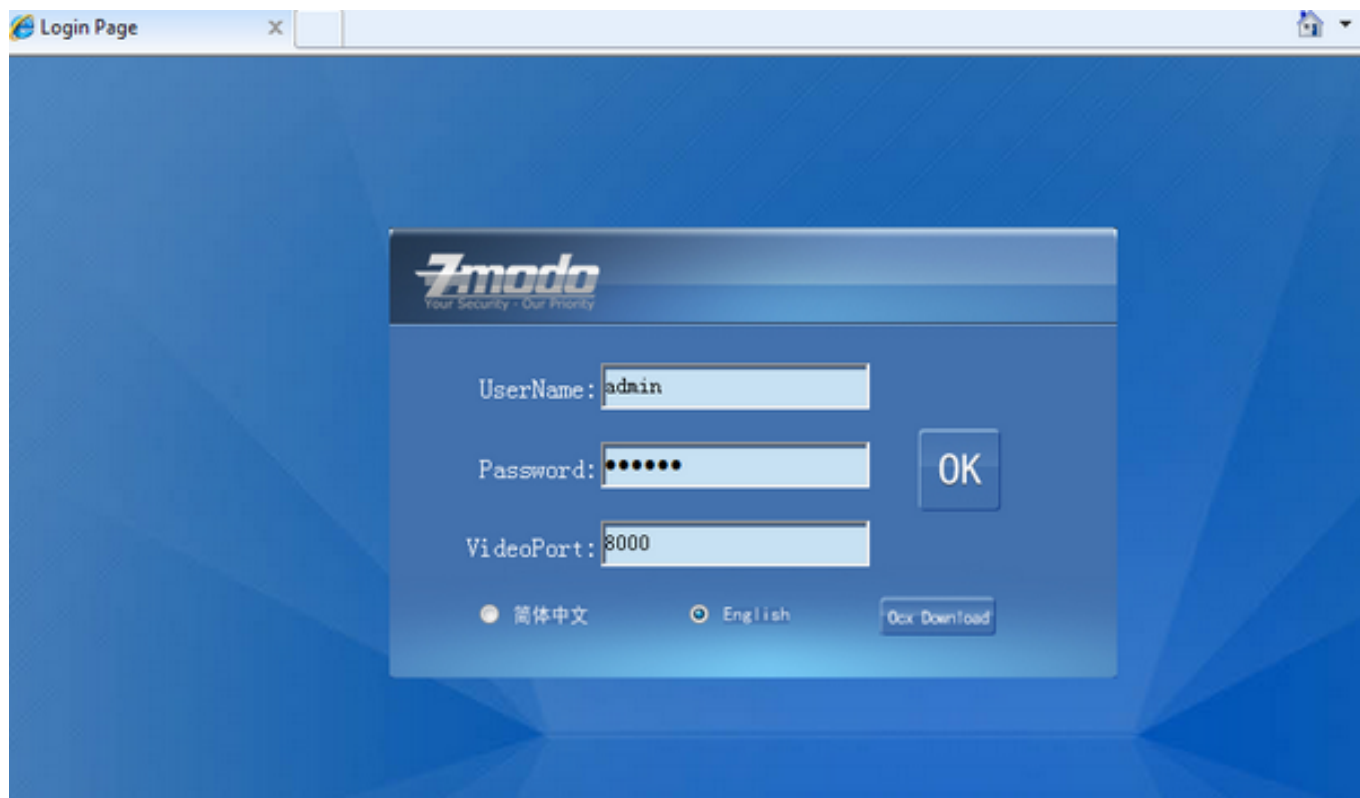 Login Page
Zmodo
Your Security - Our Priority
UserName: admin
Password: ••••••
VideoPort: 8000
简体中文 English Ocx Download
OK